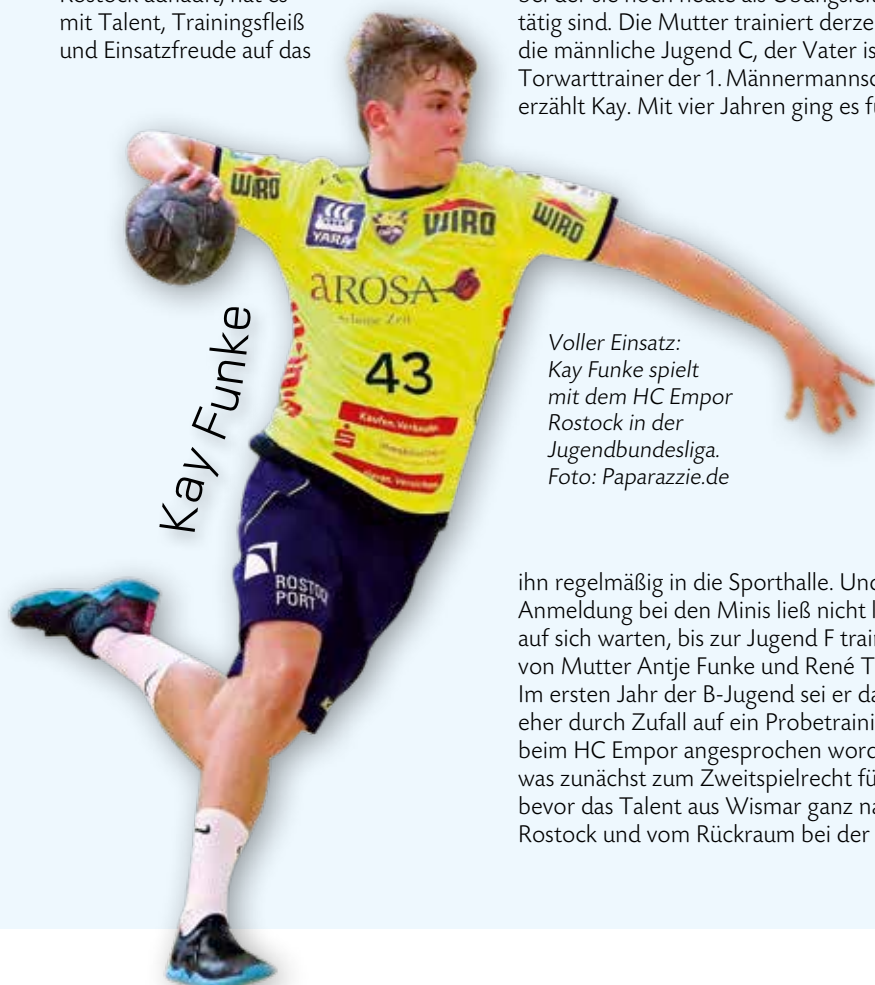 mit Talent, Trainingsfleiß
und Einsatzfreude auf das
tätig sind. Die Mutter trainiert derze
die männliche Jugend C, der Vater is
Torwarttrainer der 1. Männermannsc
erzählt Kay. Mit vier Jahren ging es f
WIRO
YARA
WIRO
WIRO
aROSA
Schöne Zeit
43
Kaufen. Verkaufen.
Kay Funke
Voller Einsatz:
Kay Funke spielt
mit dem HC Empor
Rostock in der
Jugendbundesliga.
Foto: Paparazzie.de
ROSTOCK
PORT
ihn regelmäßig in die Sporthalle. Und
Anmeldung bei den Minis ließ nicht l
auf sich warten, bis zur Jugend F train
von Mutter Antje Funke und René T
Im ersten Jahr der B-Jugend sei er da
eher durch Zufall auf ein Probetraini
beim HC Empor angesprochen word
was zunächst zum Zweitspielrecht fü
bevor das Talent aus Wismar ganz na
Rostock und vom Rückraum bei der